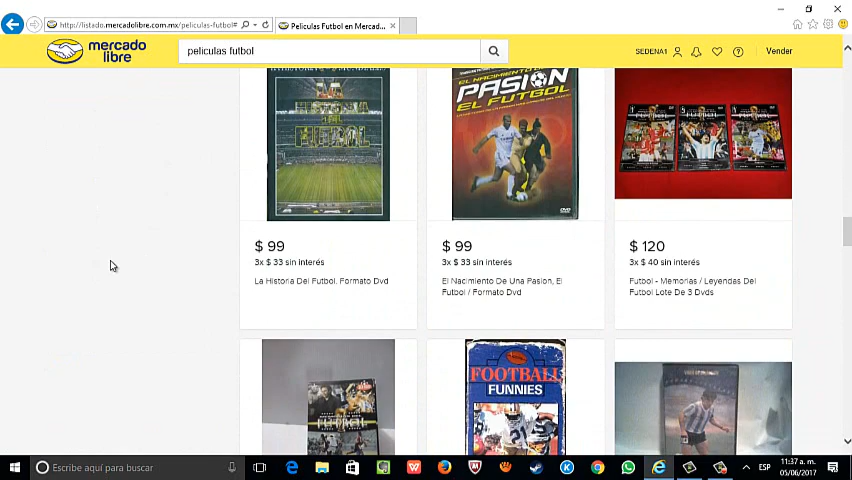 http://listado.mercadolibre.com.mx/peliculas-futbol#
Peliculas Futbol en Mercad...
mercado
libre
peliculas futbol
SEDENA1
Vender
EL NACIMIENTO DE UNA
PASION
EL FUTBOL
FUTBOL
$ 99
3x $ 33 sin interés
La Historia Del Futbol. Formato Dvd
$ 99
3x $ 33 sin interés
El Nacimiento De Una Pasion, El
Futbol / Formato Dvd
$ 120
3x $ 40 sin interés
Futbol - Memorias / Leyendas Del
Futbol Lote De 3 Dvds
FUTBOL
FOOTBALL
FUNNIES
21
Escribe aquí para buscar
ESP
11:37 a. m.
05/06/2017